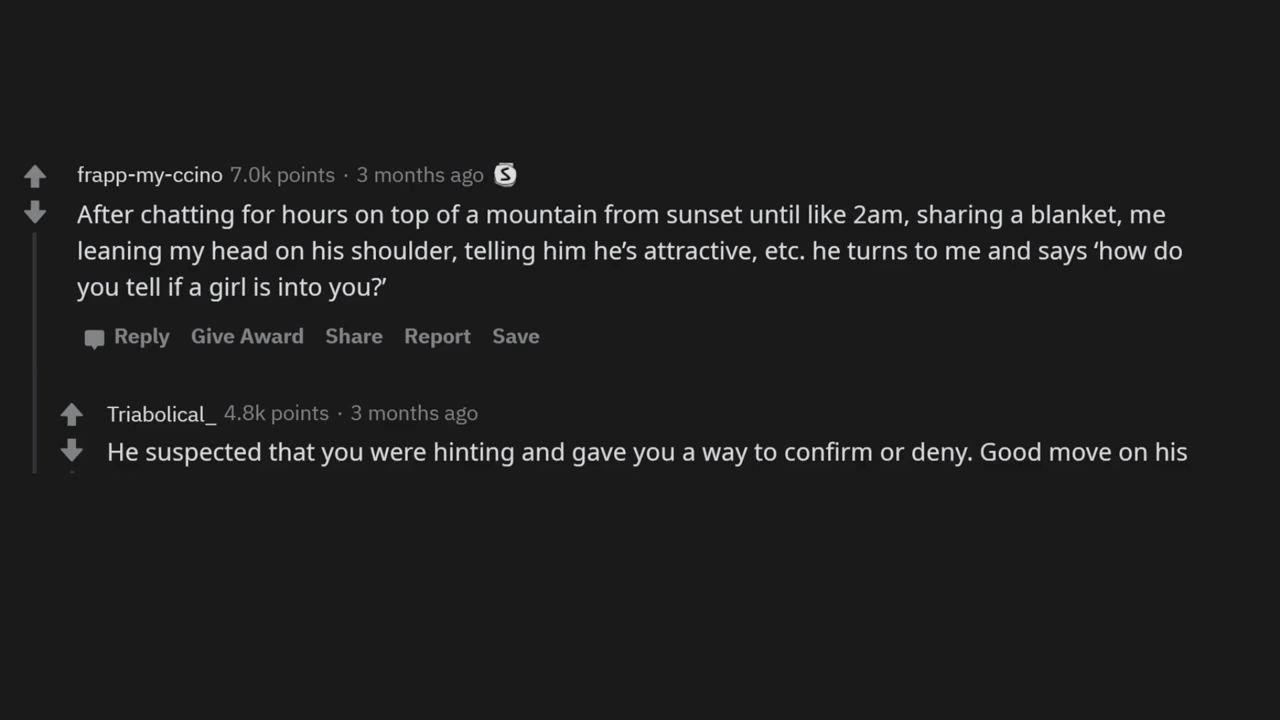 frapp-my-ccino 7.0k points · 3 months ago S
After chatting for hours on top of a mountain from sunset until like 2am, sharing a blanket, me
leaning my head on his shoulder, telling him he’s attractive, etc. he turns to me and says ‘how do
you tell if a girl is into you?’
Reply Give Award Share Report Save
Triabolical_ 4.8k points · 3 months ago
He suspected that you were hinting and gave you a way to confirm or deny. Good move on his